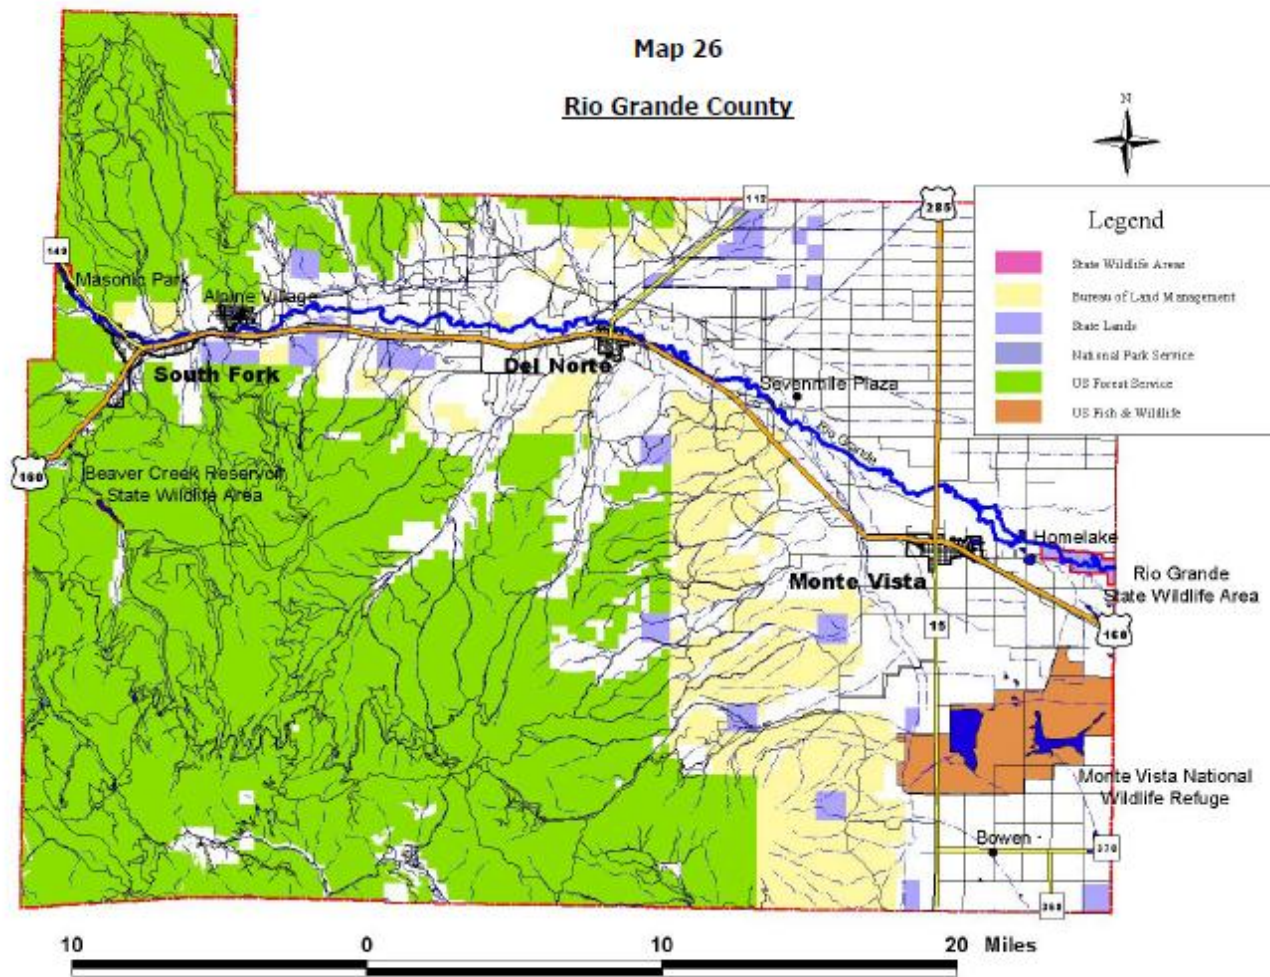 Map 26
Rio Grande County
N
112
285
Legend
State Wildlife Areas
Bureau of Land Management
State Lands
National Park Service
US Forest Service
US Fish & Wildlife
149
Masonic Park
Alpine Village
South Fork
Del Norte
Sevenmile Plaza
Rio Grande
160
Beaver Creek Reservoir
State Wildlife Area
Homelake
Monte Vista
Rio Grande
State Wildlife Area
15
160
Monte Vista National
Wildlife Refuge
Bowen
370
368
10 0 10 20 Miles